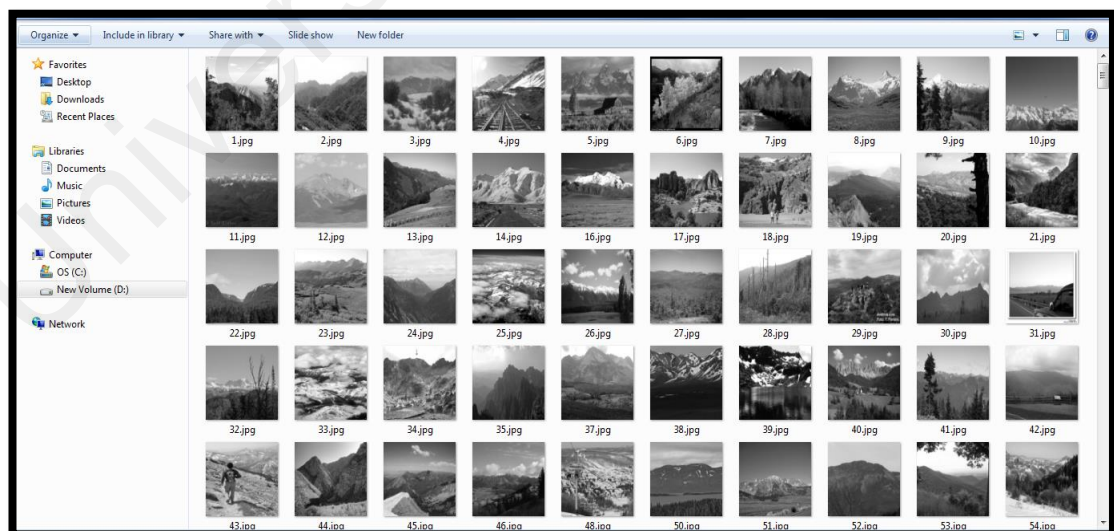 Organize Include in library Share with Slide show New folder
Favorites
Desktop
Downloads
Recent Places
Libraries
Documents
Music
Pictures
Videos
Computer
OS (C:)
New Volume (D:)
Network
1.jpg 2.jpg 3.jpg 4.jpg 5.jpg 6.jpg 7.jpg 8.jpg 9.jpg 10.jpg
11.jpg 12.jpg 13.jpg 14.jpg 16.jpg 17.jpg 18.jpg 19.jpg 20.jpg 21.jpg
22.jpg 23.jpg 24.jpg 25.jpg 26.jpg 27.jpg 28.jpg 29.jpg 30.jpg 31.jpg
32.jpg 33.jpg 34.jpg 35.jpg 37.jpg 38.jpg 39.jpg 40.jpg 41.jpg 42.jpg
43.jpg 44.jpg 45.jpg 46.jpg 48.jpg 50.jpg 51.jpg 52.jpg 53.jpg 54.jpg